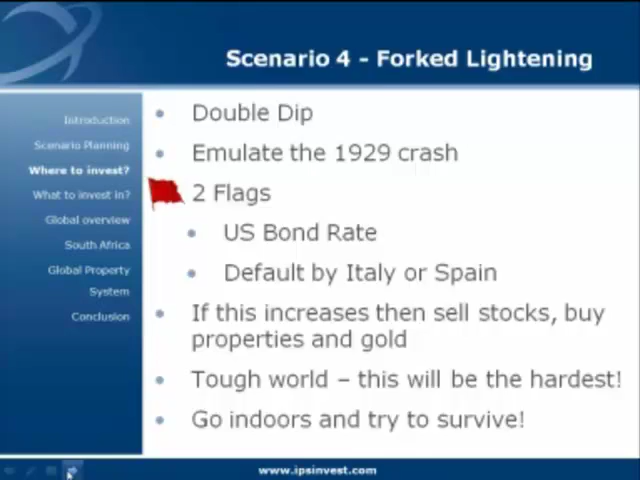 Scenario 4 - Forked Lightening
Introduction
Scenario Planning
Where to invest?
What to invest in?
Global overview
South Africa
Global Property
System
Conclusion
Double Dip
Emulate the 1929 crash
2 Flags
US Bond Rate
Default by Italy or Spain
If this increases then sell stocks, buy
properties and gold
Tough world – this will be the hardest!
Go indoors and try to survive!
www.ipsinvest.com